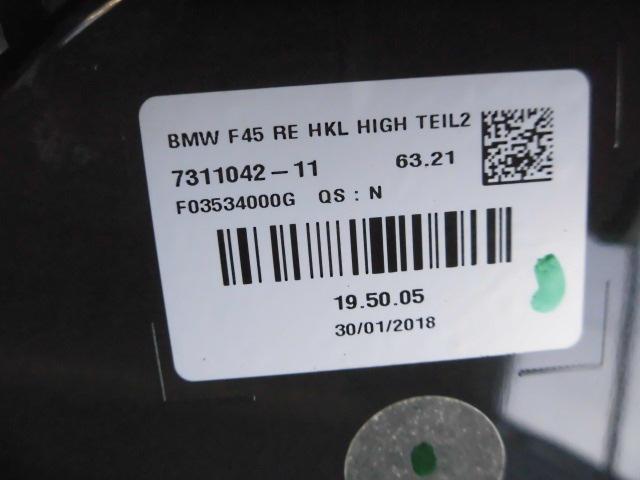 BMW F45 RE HKL HIGH TEIL2
7311042-11 63.21
F03534000G QS : N
19.50.05
30/01/2018